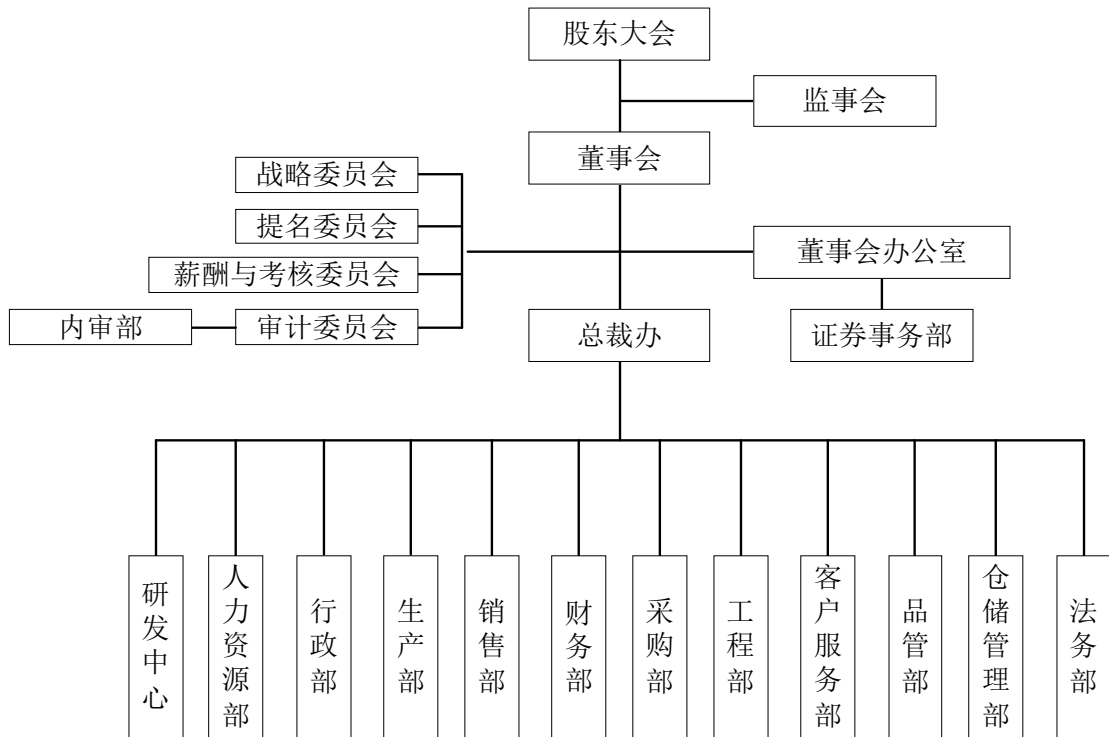 股东大会
监事会
董事会
战略委员会
提名委员会
董事会办公室
薪酬与考核委员会
内审部
审计委员会
总裁办
证券事务部
研发中心
人力资源部
行政部
生产部
销售部
财务部
采购部
工程部
客户服务部
品管部
仓储管理部
法务部